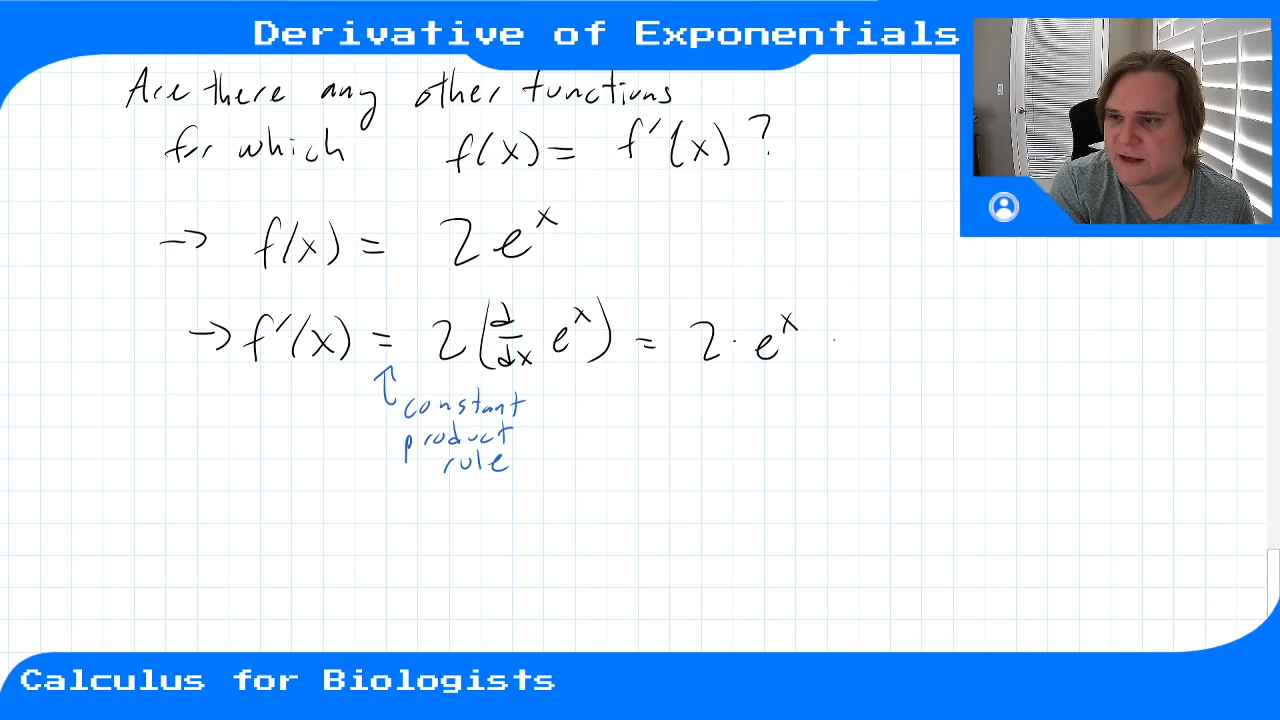 Derivative of Exponentials
Are there any other functions
for which f(x) = f'(x) ?
→ f(x) = 2e^x
→ f'(x) = 2 (d/dx e^x) = 2 · e^x
constant
product
rule
Calculus for Biologists